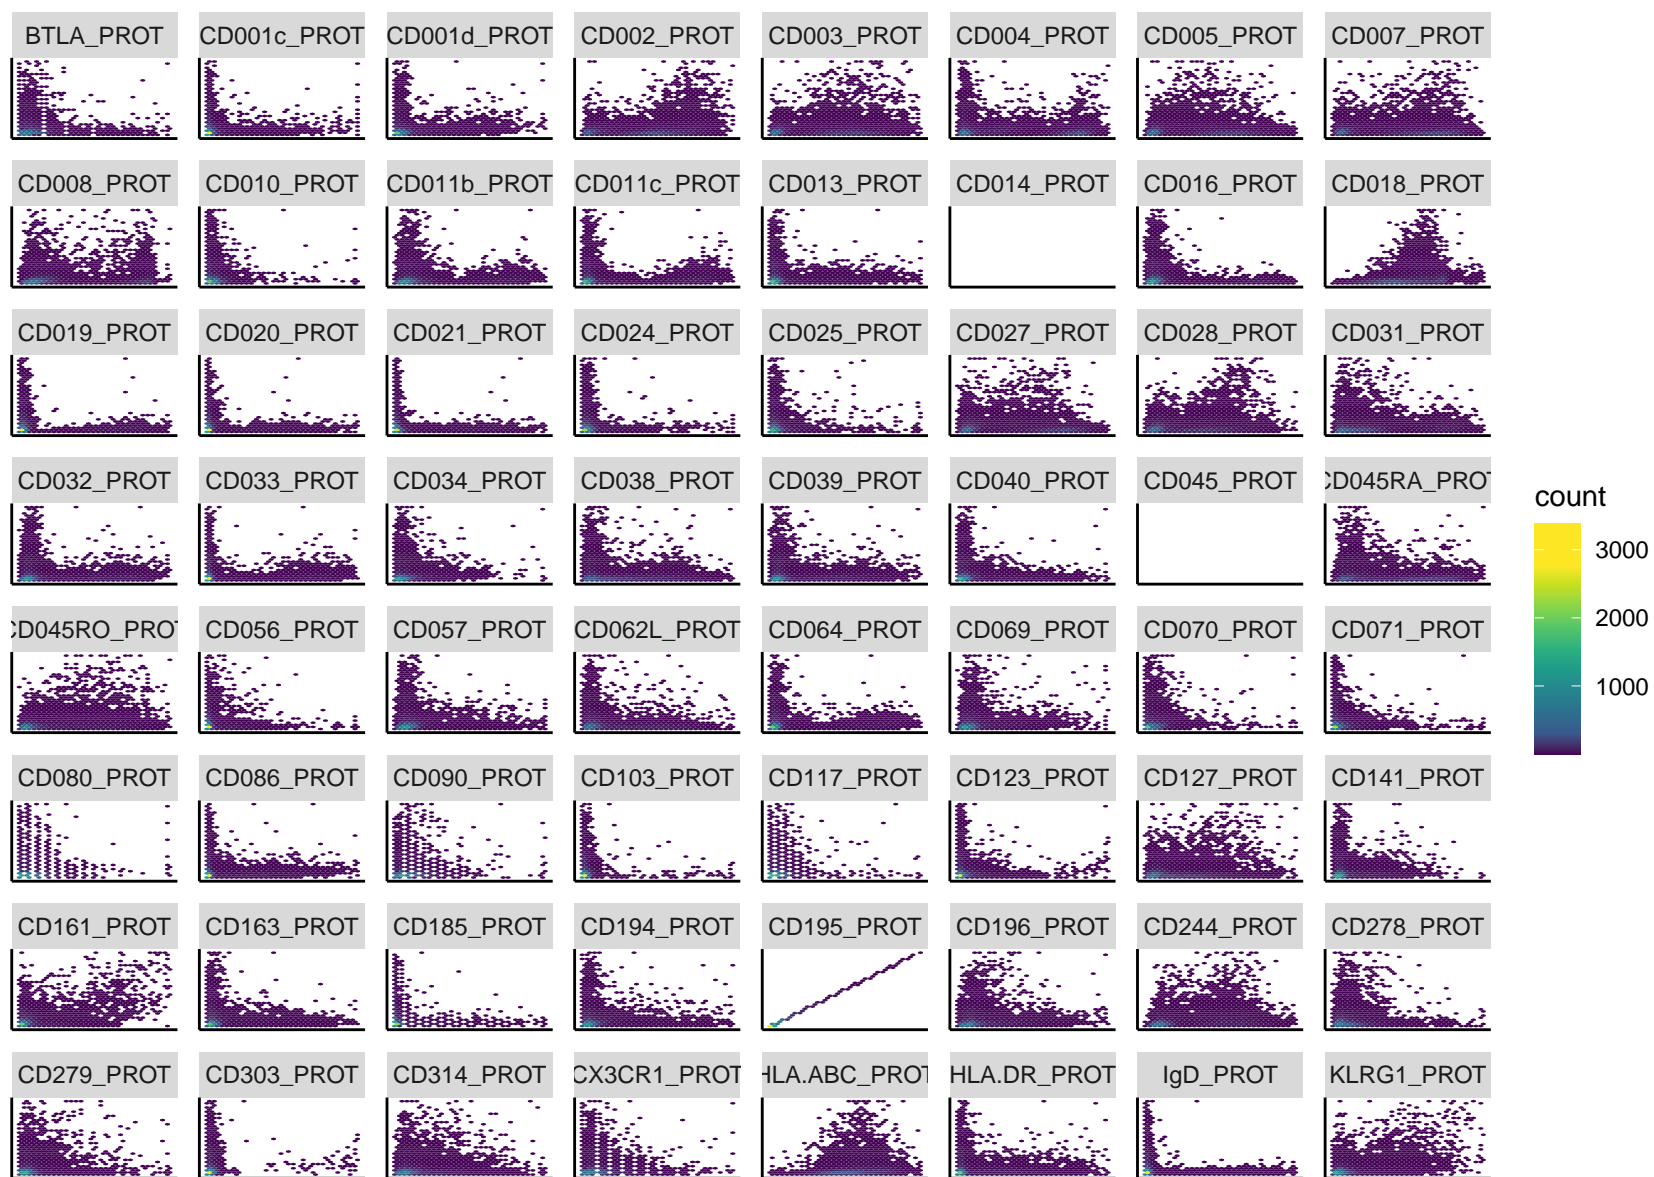 BTLA_PROT CD001c_PROT CD001d_PROT CD002_PROT CD003_PROT CD004_PROT CD005_PROT CD007_PROT
CD008_PROT CD010_PROT CD011b_PROT CD011c_PROT CD013_PROT CD014_PROT CD016_PROT CD018_PROT
CD019_PROT CD020_PROT CD021_PROT CD024_PROT CD025_PROT CD027_PROT CD028_PROT CD031_PROT
CD032_PROT CD033_PROT CD034_PROT CD038_PROT CD039_PROT CD040_PROT CD045_PROT CD045RA_PROT
CD045RO_PROT CD056_PROT CD057_PROT CD062L_PROT CD064_PROT CD069_PROT CD070_PROT CD071_PROT
CD080_PROT CD086_PROT CD090_PROT CD103_PROT CD117_PROT CD123_PROT CD127_PROT CD141_PROT
CD161_PROT CD163_PROT CD185_PROT CD194_PROT CD195_PROT CD196_PROT CD244_PROT CD278_PROT
CD279_PROT CD303_PROT CD314_PROT CX3CR1_PROT HLA.ABC_PROT HLA.DR_PROT IgD_PROT KLRG1_PROT
count
3000
2000
1000